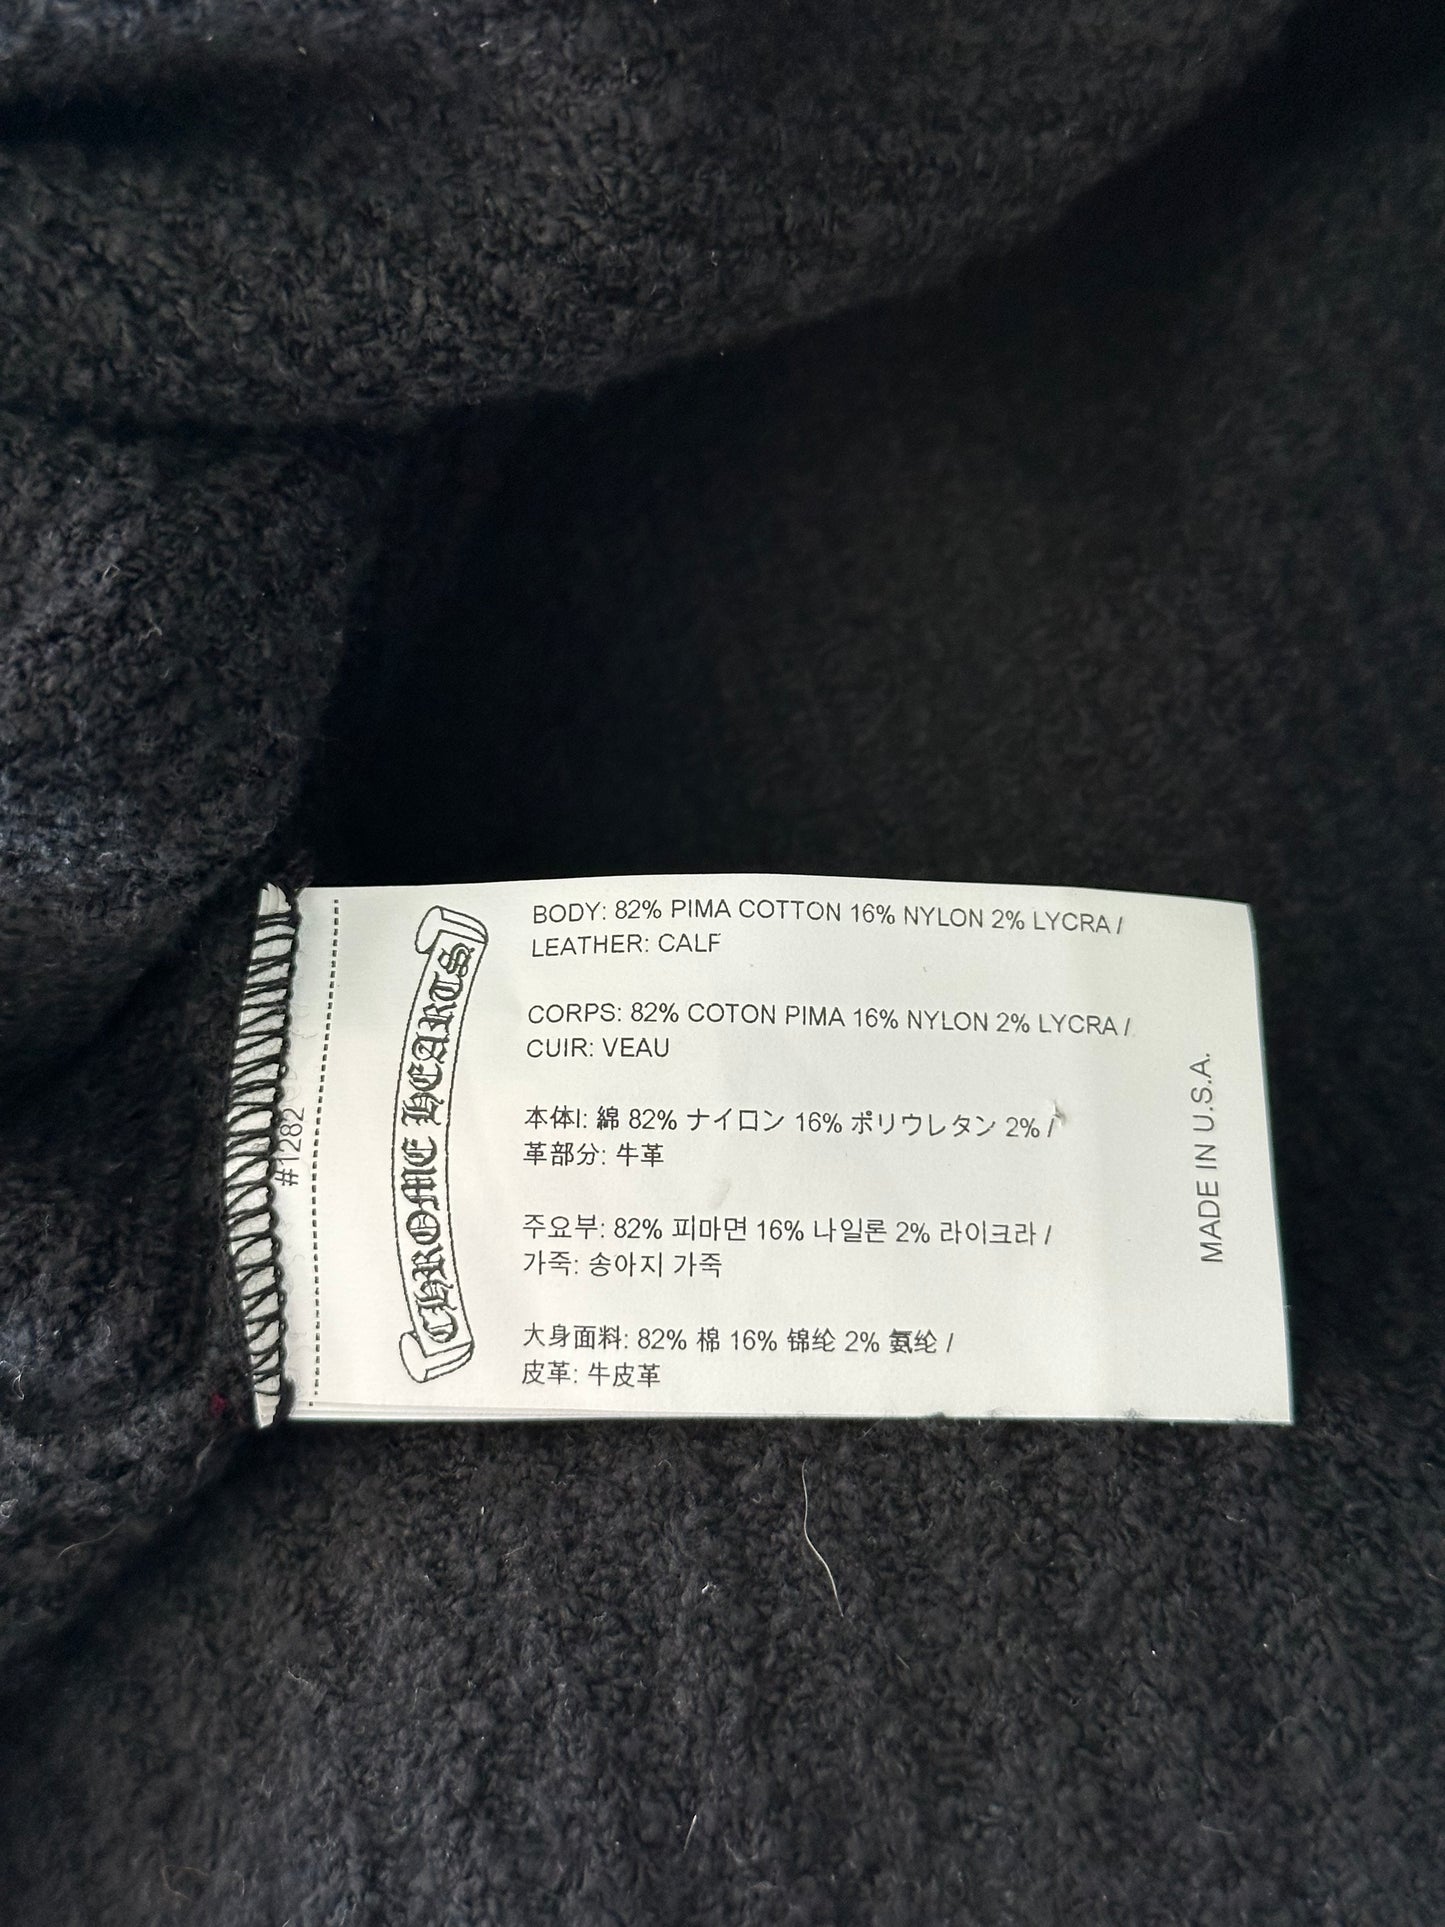 BODY: 82% PIMA COTTON 16% NYLON 2% LYCRA /
LEATHER: CALF
CORPS: 82% COTON PIMA 16% NYLON 2% LYCRA /
CUIR: VEAU
本体I: 綿 82% ナイロン 16% ポリウレタン 2% /
革部分: 牛革
주요부: 82% 피마면 16% 나일론 2% 라이크라 /
가죽: 송아지 가죽
大身面料: 82% 棉 16% 锦纶 2% 氨纶 /
皮革: 牛皮革
CHROME HEARTS
#1282
MADE IN U.S.A.